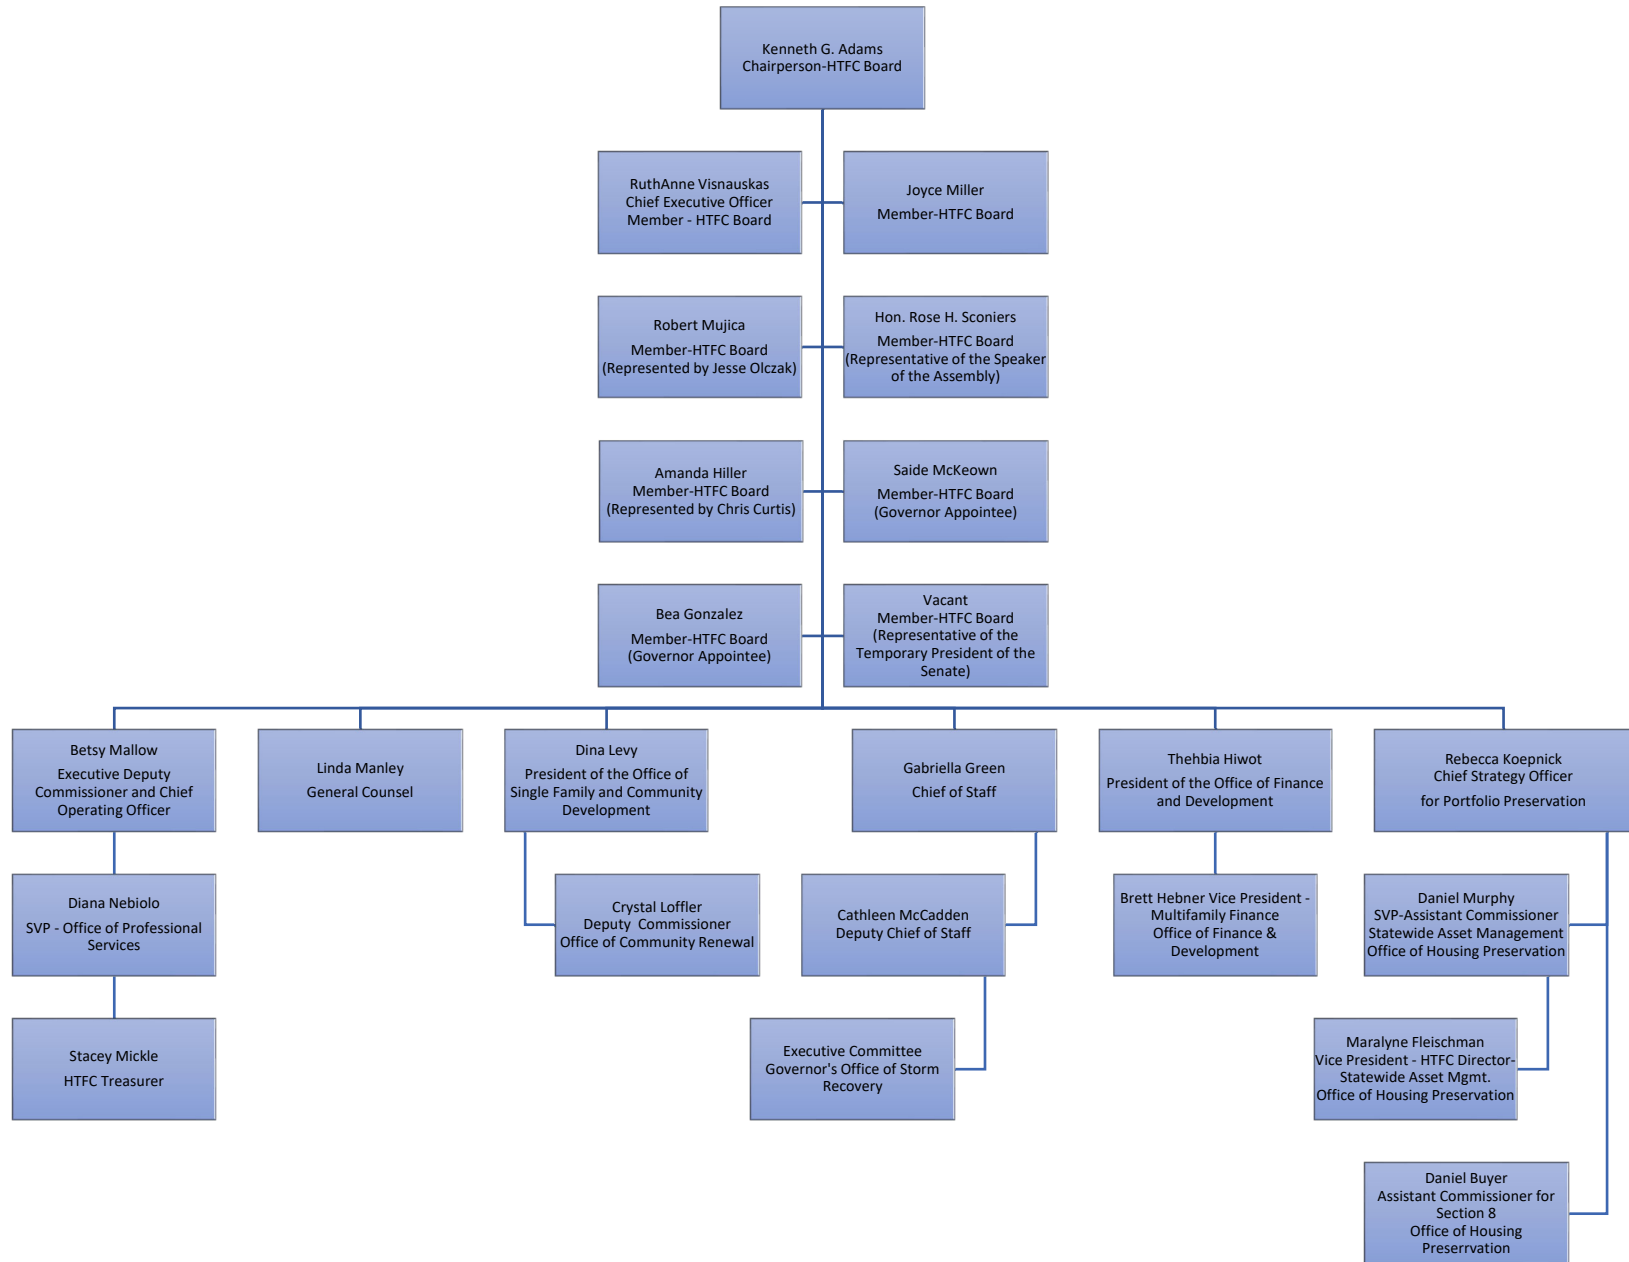 Kenneth G. Adams
Chairperson-HTFC Board
RuthAnne Visnauskas
Chief Executive Officer
Member - HTFC Board
Joyce Miller
Member-HTFC Board
Robert Mujica
Member-HTFC Board
(Represented by Jesse Olczak)
Hon. Rose H. Sconiers
Member-HTFC Board
(Representative of the Speaker
of the Assembly)
Amanda Hiller
Member-HTFC Board
(Represented by Chris Curtis)
Saide McKeown
Member-HTFC Board
(Governor Appointee)
Bea Gonzalez
Member-HTFC Board
(Governor Appointee)
Vacant
Member-HTFC Board
(Representative of the
Temporary President of the
Senate)
Betsy Mallow
Executive Deputy
Commissioner and Chief
Operating Officer
Linda Manley
General Counsel
Dina Levy
President of the Office of
Single Family and Community
Development
Gabriella Green
Chief of Staff
Thehbia Hiwot
President of the Office of Finance
and Development
Rebecca Koepnick
Chief Strategy Officer
for Portfolio Preservation
Diana Nebiolo
SVP - Office of Professional
Services
Crystal Loffler
Deputy  Commissioner
Office of Community Renewal
Cathleen McCadden
Deputy Chief of Staff
Brett Hebner Vice President -
Multifamily Finance
Office of Finance &
Development
Daniel Murphy
SVP-Assistant Commissioner
Statewide Asset Management
Office of Housing Preservation
Stacey Mickle
HTFC Treasurer
Executive Committee
Governor's Office of Storm
Recovery
Maralyne Fleischman
Vice President - HTFC Director-
Statewide Asset Mgmt.
Office of Housing Preservation
Daniel Buyer
Assistant Commissioner for
Section 8
Office of Housing
Preserrvation